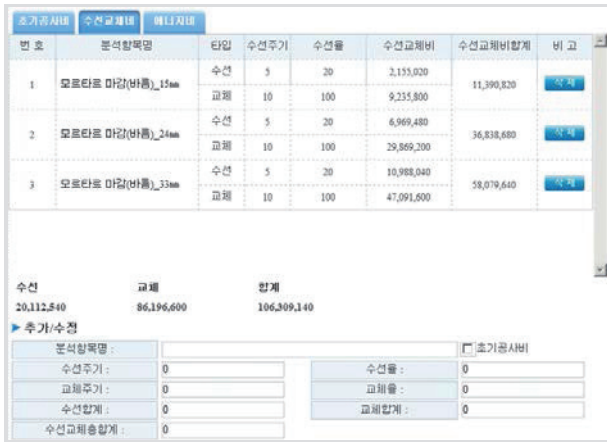 초기공사비 수선교체비 에너지비
번 호 분석항목명 타입 수선주기 수선율 수선교체비 수선교체비합계 비 고
1 모르타르 마감(바름)_15mm 수선 5 20 2,155,020 11,390,820 삭 제
교체 10 100 9,235,800
2 모르타르 마감(바름)_24mm 수선 5 20 6,969,480 36,838,680 삭 제
교체 10 100 29,869,200
3 모르타르 마감(바름)_33mm 수선 5 20 10,988,040 58,079,640 삭 제
교체 10 100 47,091,600
수선 교체 합계
20,112,540 86,196,600 106,309,140
▶ 추가/수정
분석항목명 : 초기공사비
수선주기 : 0 수선율 : 0
교체주기 : 0 교체율 : 0
수선합계 : 0 교체합계 : 0
수선교체총합계 : 0